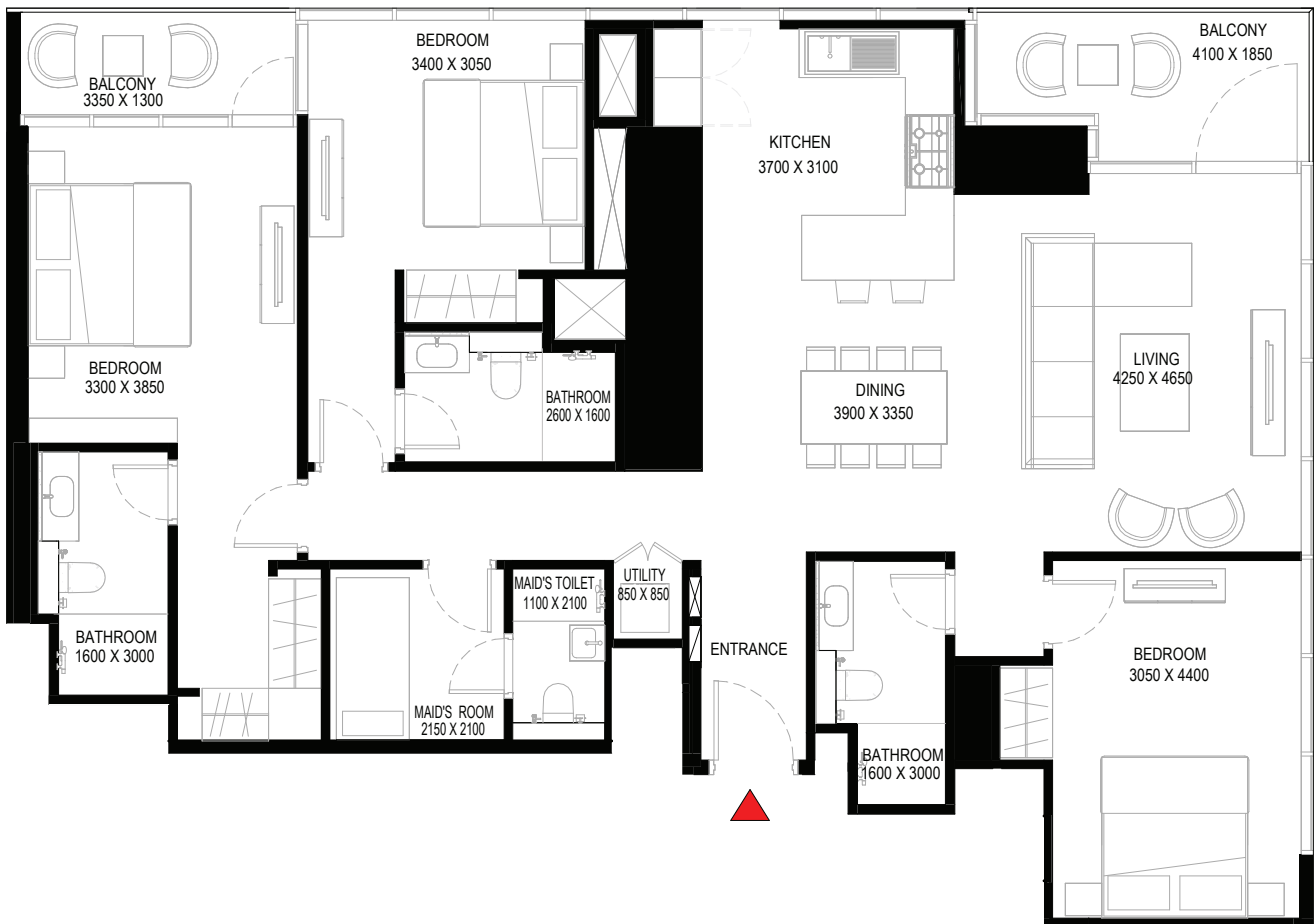 BALCONY
3350 X 1300
BEDROOM
3400 X 3050
BALCONY
4100 X 1850
KITCHEN
3700 X 3100
BEDROOM
3300 X 3850
BATHROOM
2600 X 1600
DINING
3900 X 3350
LIVING
4250 X 4650
BATHROOM
1600 X 3000
MAID'S ROOM
2150 X 2100
MAID'S TOILET
1100 X 2100
UTILITY
850 X 850
ENTRANCE
BATHROOM
1600 X 3000
BEDROOM
3050 X 4400